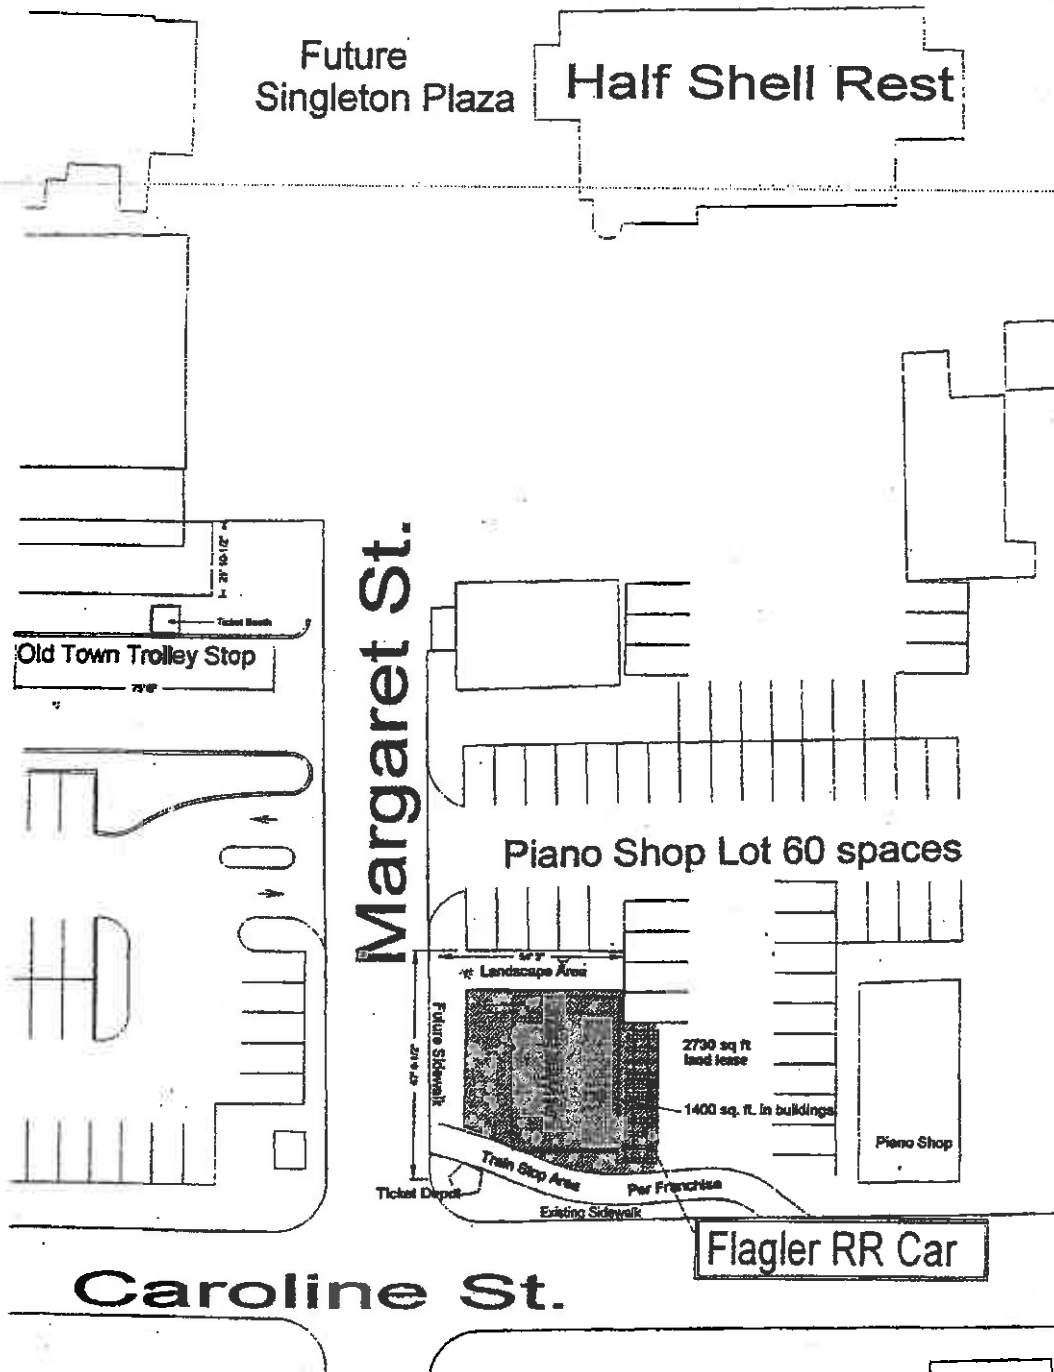 Future
Singleton Plaza
Half Shell Rest
Margaret St.
Ticket Booth
Old Town Trolley Stop
Piano Shop Lot 60 spaces
Landscape Area
Future Sidewalk
2730 sq ft
land lease
1400 sq. ft. in buildings
Piano Shop
Train Stop Area
Per Franchise
Ticket Depot
Existing Sidewalk
Flagler RR Car
Caroline St.